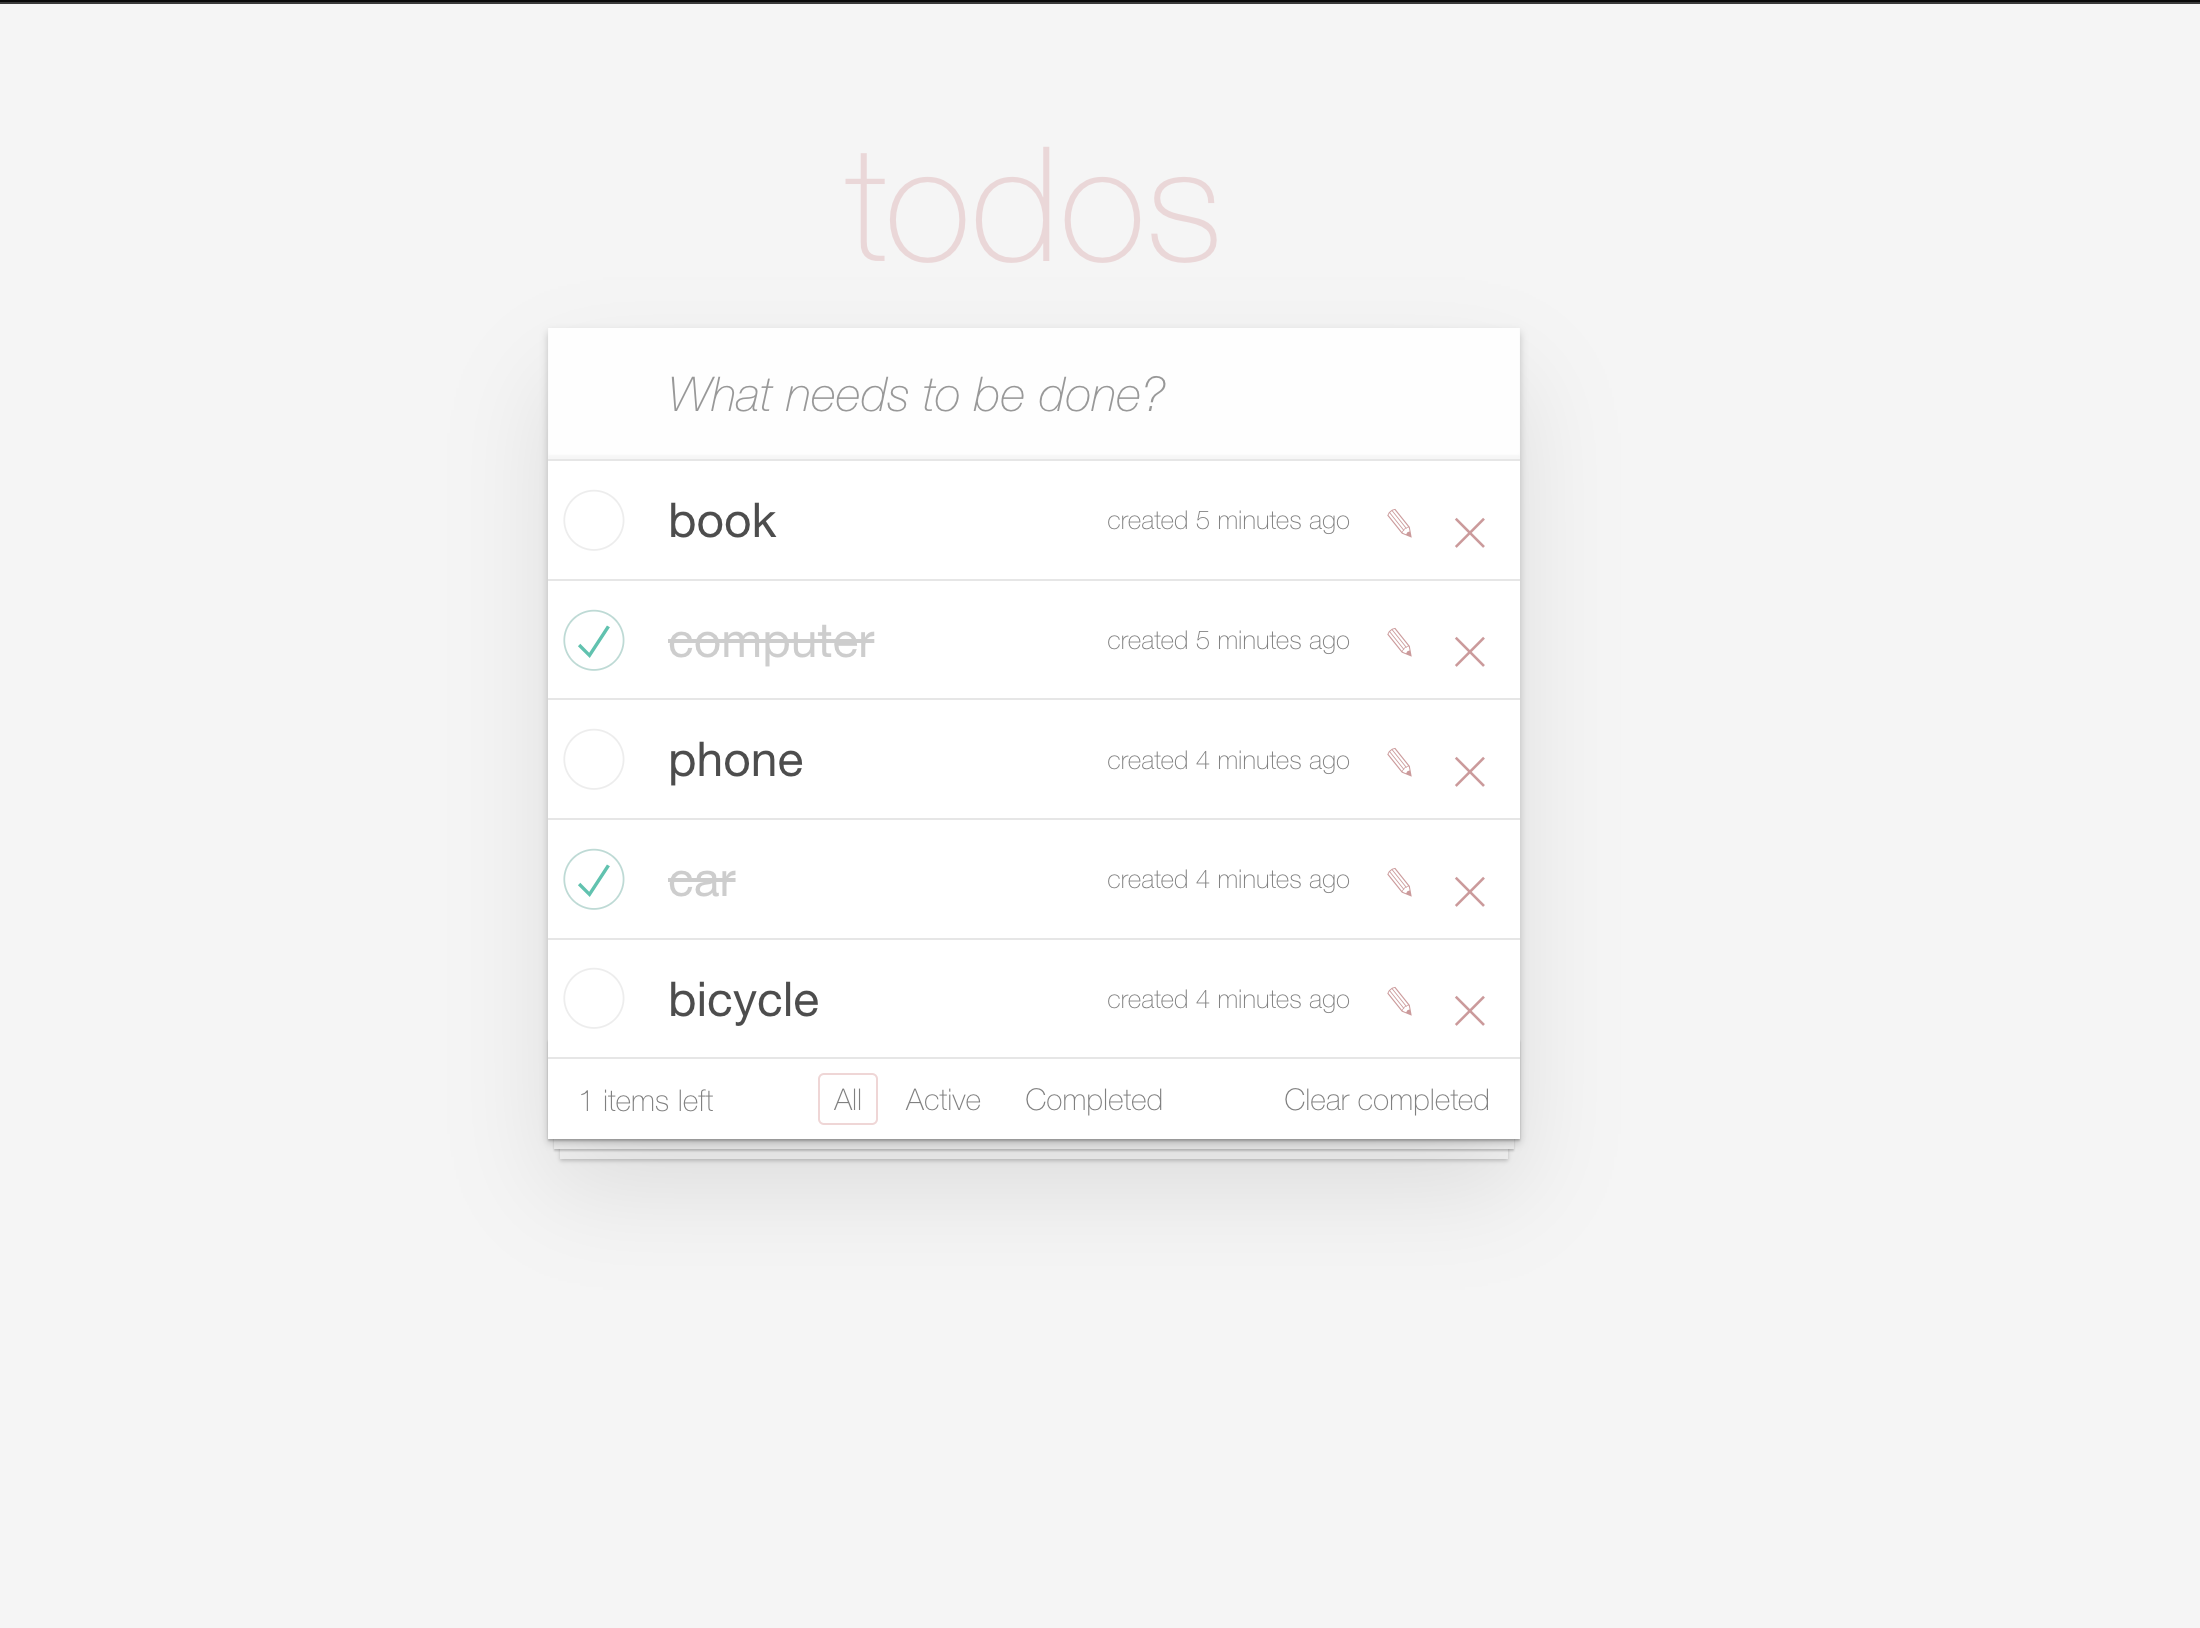 todos
What needs to be done?
book created 5 minutes ago
computer created 5 minutes ago
phone created 4 minutes ago
car created 4 minutes ago
bicycle created 4 minutes ago
1 items left All Active Completed Clear completed